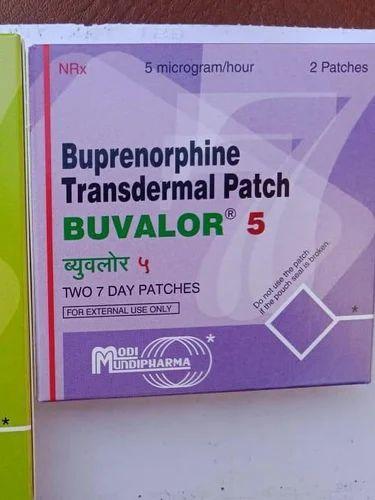 NRx 5 microgram/hour 2 Patches
Buprenorphine
Transdermal Patch
BUVALOR® 5
ब्युवलोर ५
TWO 7 DAY PATCHES
FOR EXTERNAL USE ONLY
Do not use the patch
if the pouch seal is broken.
*
MODI
MUNDIPHARMA
*
*